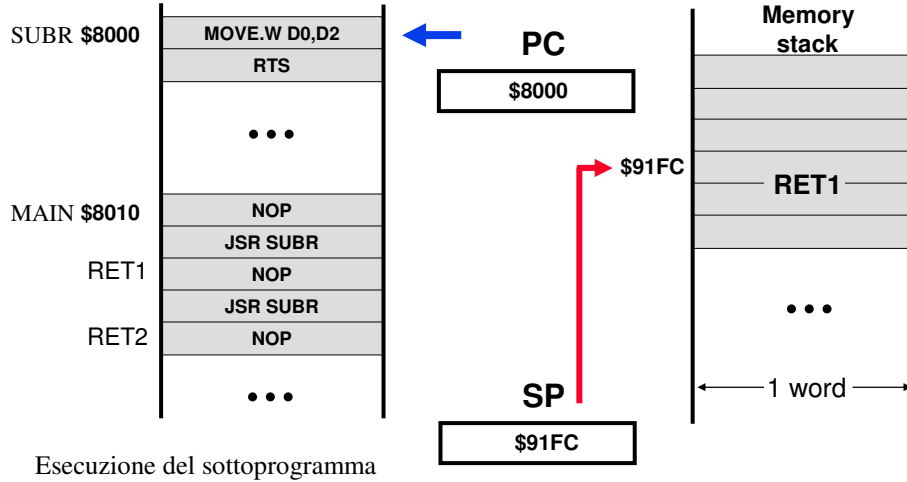 SUBR $8000
MOVE.W D0,D2
RTS
•••
MAIN $8010
NOP
JSR SUBR
RET1
NOP
JSR SUBR
RET2
NOP
•••
PC
$8000
SP
$91FC
Memory
stack
$91FC
RET1
•••
1 word
Esecuzione del sottoprogramma